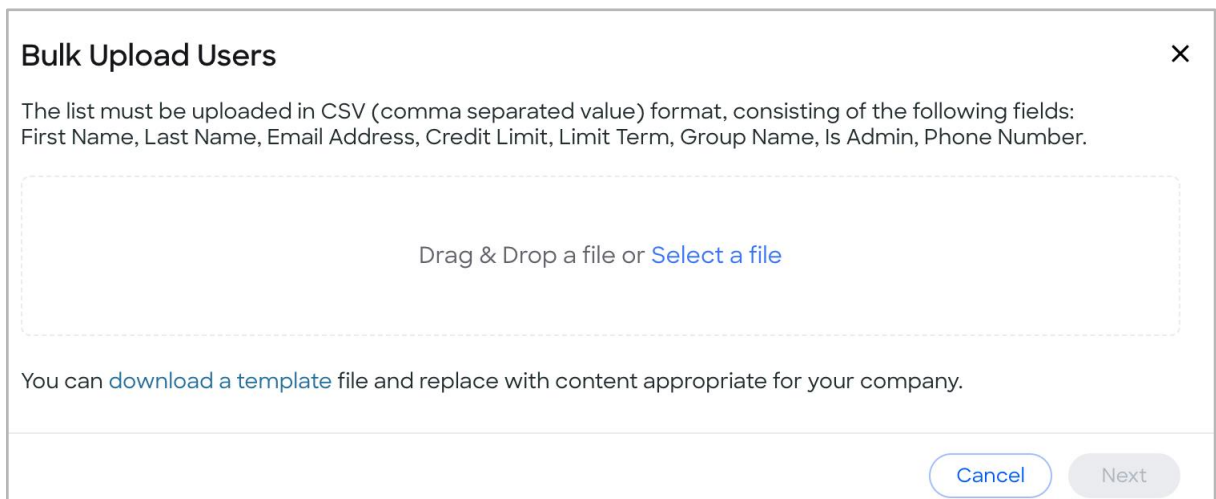 Bulk Upload Users
The list must be uploaded in CSV (comma separated value) format, consisting of the following fields:
First Name, Last Name, Email Address, Credit Limit, Limit Term, Group Name, Is Admin, Phone Number.
Drag & Drop a file or Select a file
You can download a template file and replace with content appropriate for your company.
Cancel Next